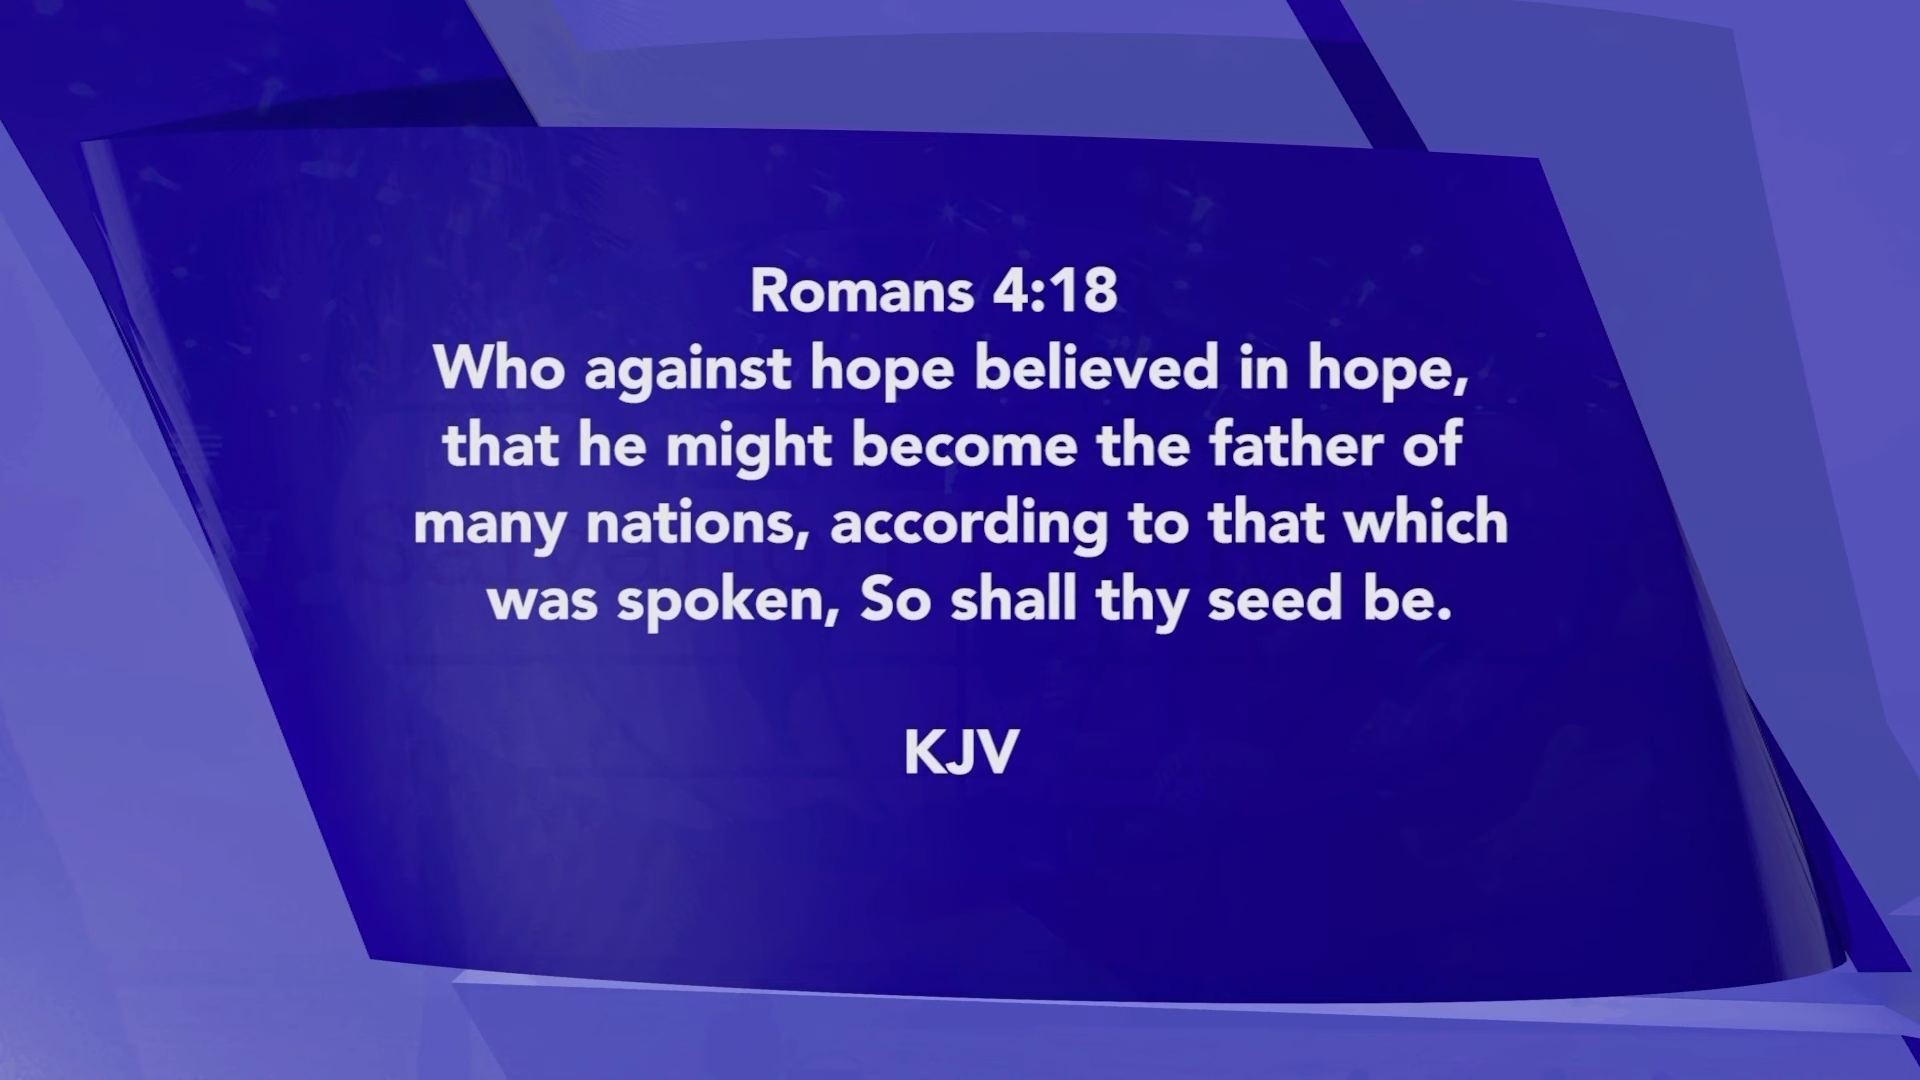 Romans 4:18
Who against hope believed in hope,
that he might become the father of
many nations, according to that which
was spoken, So shall thy seed be.
KJV